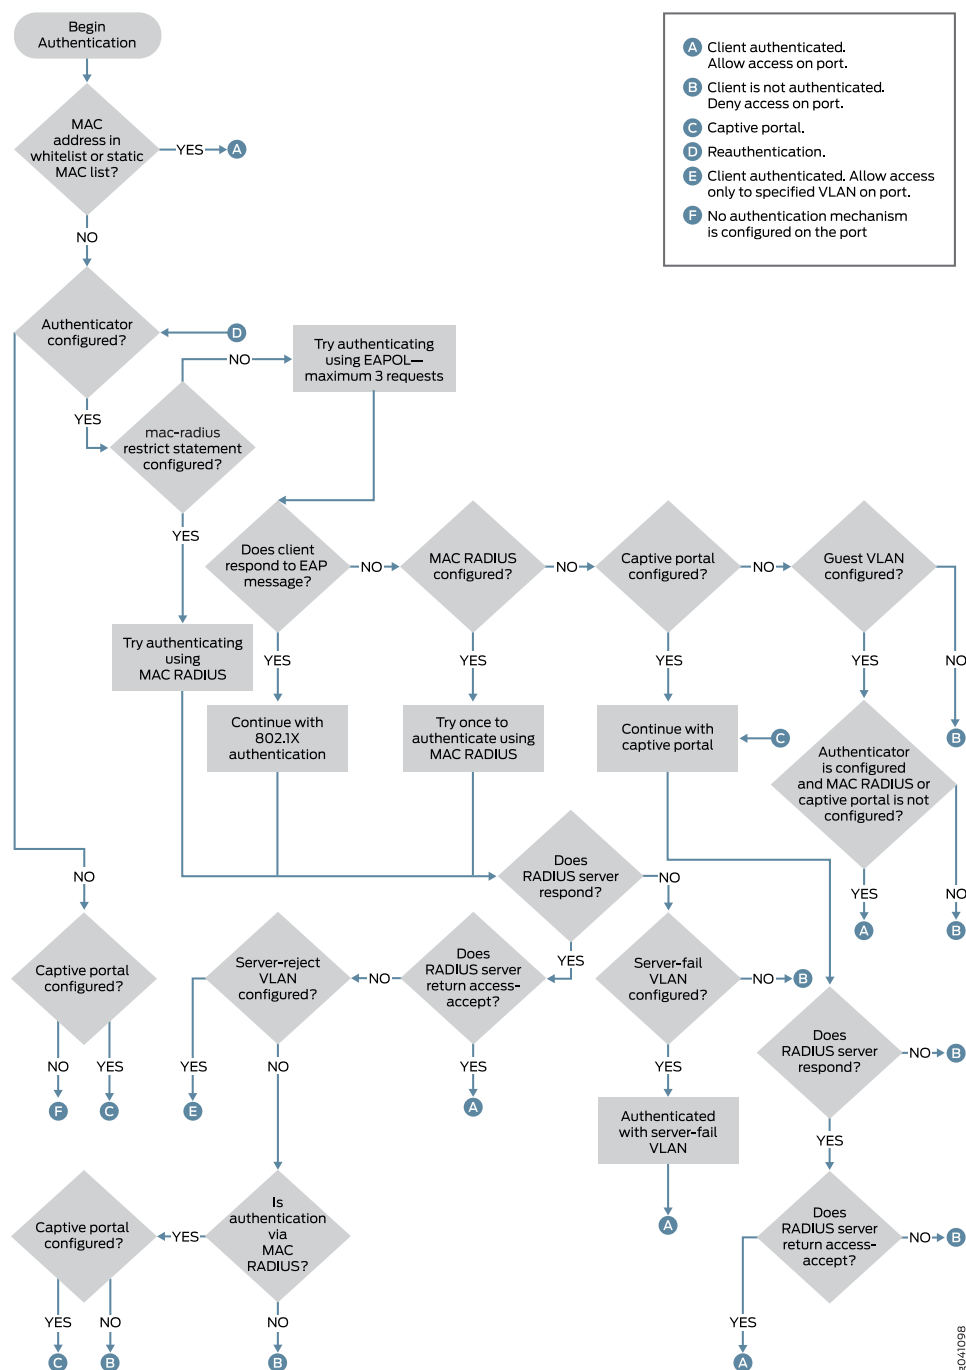 Begin
Authentication
A Client authenticated.
Allow access on port.
B Client is not authenticated.
Deny access on port.
C Captive portal.
D Reauthentication.
E Client authenticated. Allow access
only to specified VLAN on port.
F No authentication mechanism
is configured on the port
MAC
address in
whitelist or static
MAC list?
YES
A
NO
Authenticator
configured?
D
NO
Try authenticating
using EAPOL—
maximum 3 requests
YES
mac-radius
restrict statement
configured?
YES
Does client
respond to EAP
message?
NO
MAC RADIUS
configured?
NO
Captive portal
configured?
NO
Guest VLAN
configured?
Try authenticating
using
MAC RADIUS
YES
YES
YES
YES
NO
Continue with
802.1X
authentication
Try once to
authenticate using
MAC RADIUS
Continue with
captive portal
C
B
Authenticator
is configured
and MAC RADIUS or
captive portal is not
configured?
NO
Does
RADIUS server
respond?
NO
YES
NO
A
B
Captive portal
configured?
Server-reject
VLAN
configured?
NO
Does
RADIUS server
return access-
accept?
YES
Server-fail
VLAN
configured?
NO
B
NO
YES
YES
NO
YES
YES
Does
RADIUS server
respond?
NO
B
F
C
E
A
Authenticated
with server-fail
VLAN
YES
Captive portal
configured?
YES
Is
authentication
via
MAC
RADIUS?
A
Does
RADIUS server
return access-
accept?
NO
B
YES
NO
NO
YES
C
B
B
A
g041098